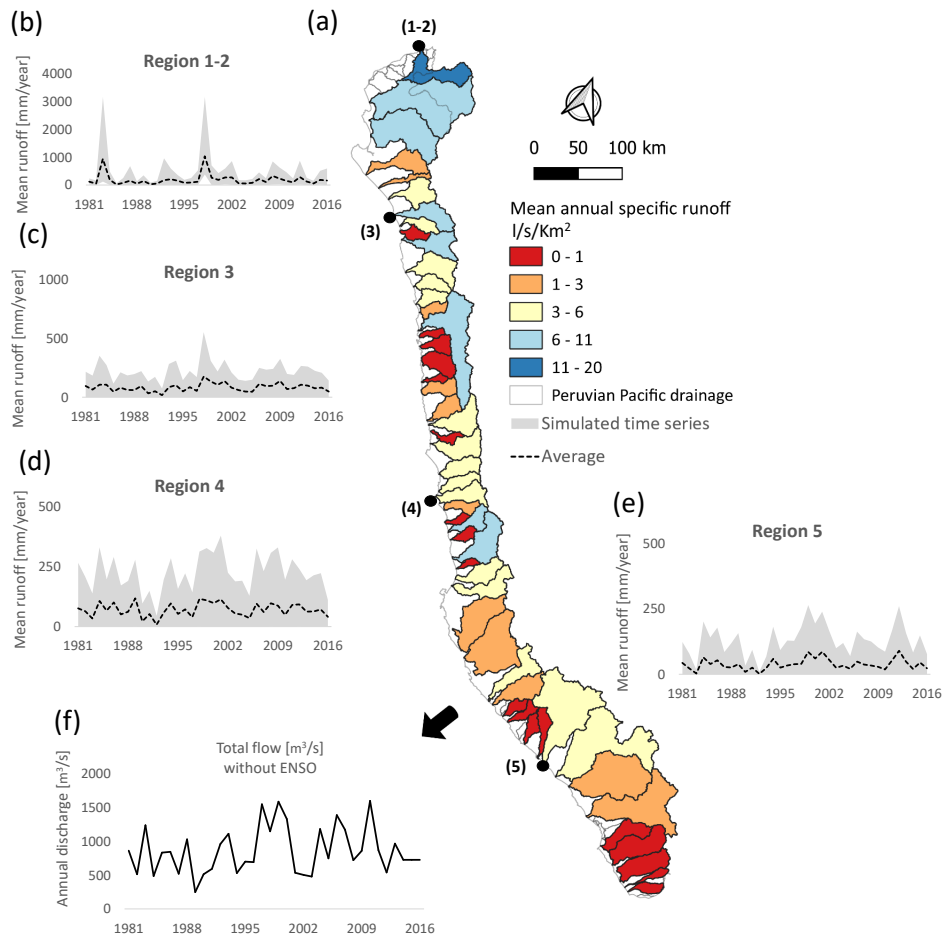 (b)
Region 1-2
Mean runoff [mm/year]
4000
3000
2000
1000
0
1981 1988 1995 2002 2009 2016
(c)
Region 3
Mean runoff [mm/year]
1000
500
0
1981 1988 1995 2002 2009 2016
(d)
Region 4
Mean runoff [mm/year]
500
250
0
1981 1988 1995 2002 2009 2016
(f)
Total flow [m³/s]
without ENSO
Annual discharge [m³/s]
2000
1500
1000
500
0
1981 1988 1995 2002 2009 2016
(a)
(1-2)
(3)
(4)
(5)
0 50 100 km
Mean annual specific runoff
l/s/Km²
0 - 1
1 - 3
3 - 6
6 - 11
11 - 20
Peruvian Pacific drainage
Simulated time series
Average
(e)
Region 5
Mean runoff [mm/year]
500
250
0
1981 1988 1995 2002 2009 2016